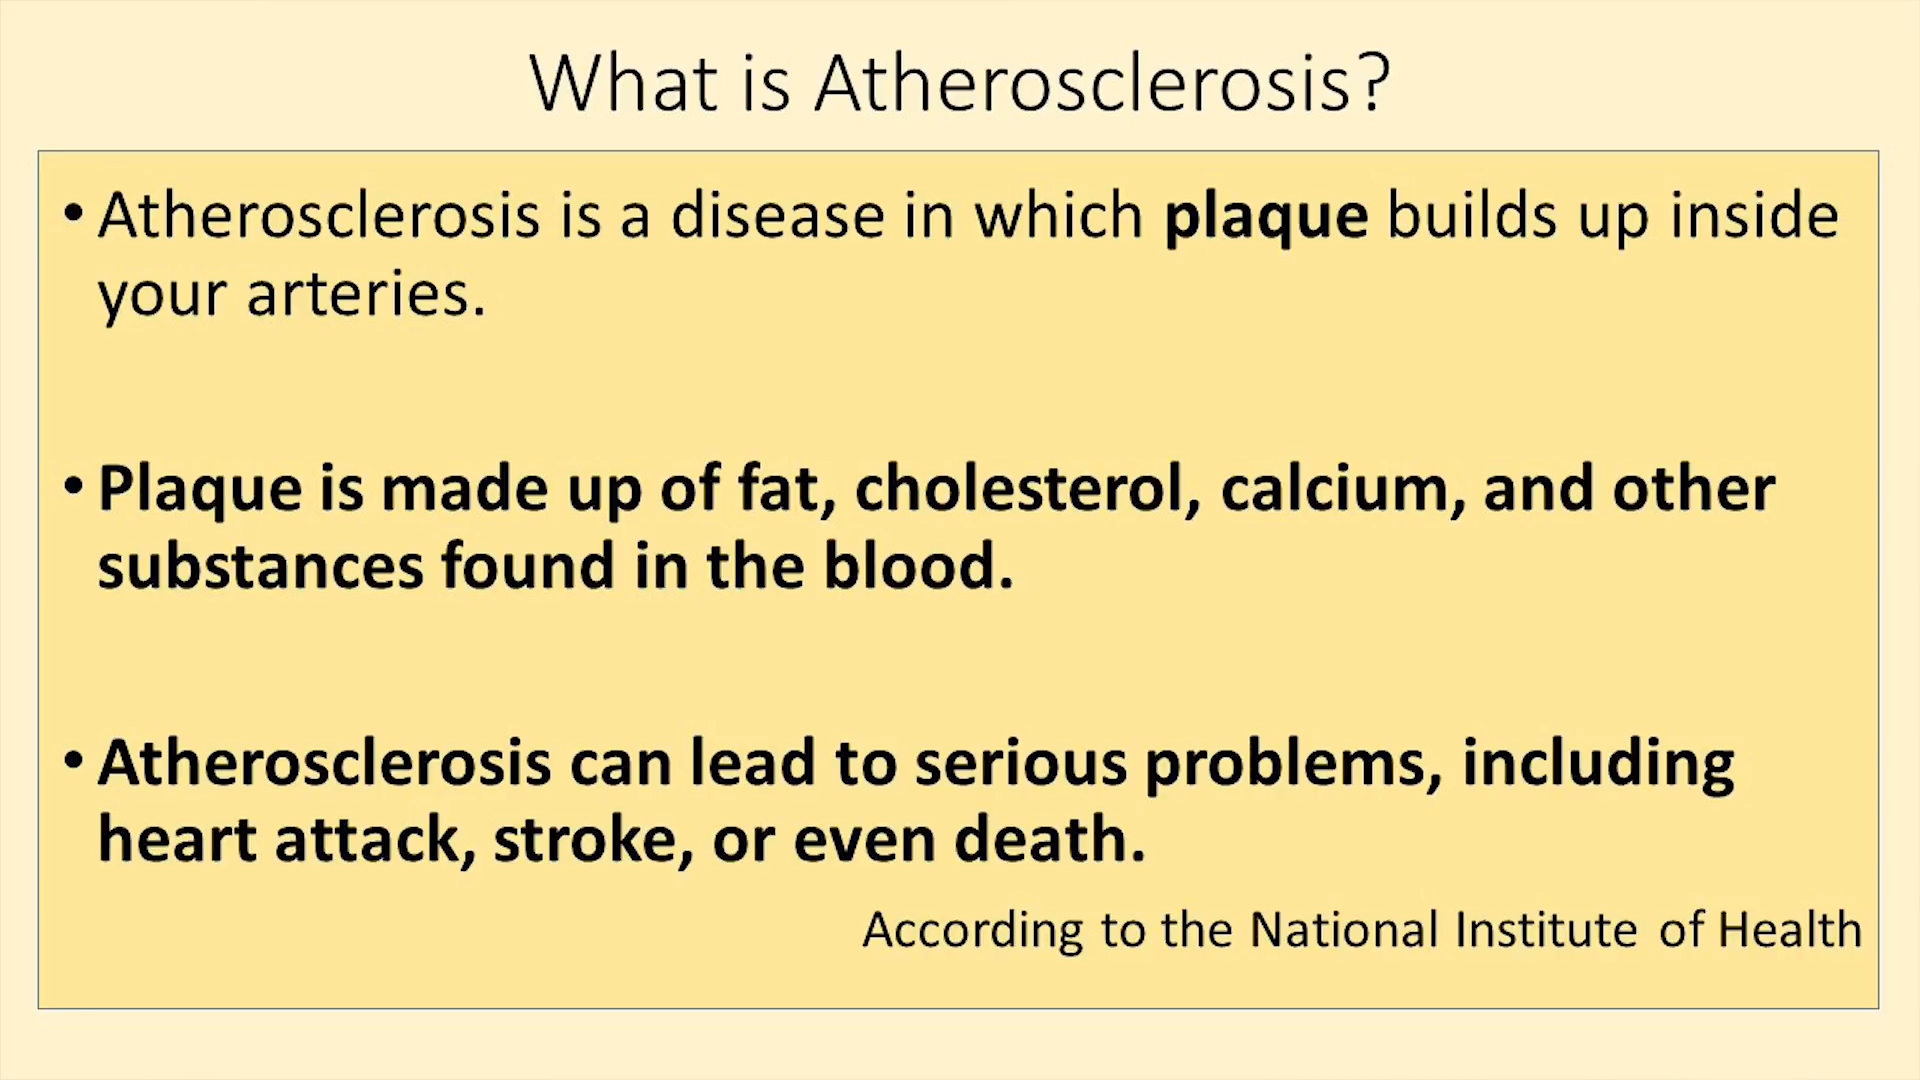 What is Atherosclerosis?
• Atherosclerosis is a disease in which plaque builds up inside
your arteries.
• Plaque is made up of fat, cholesterol, calcium, and other
substances found in the blood.
• Atherosclerosis can lead to serious problems, including
heart attack, stroke, or even death.
According to the National Institute of Health